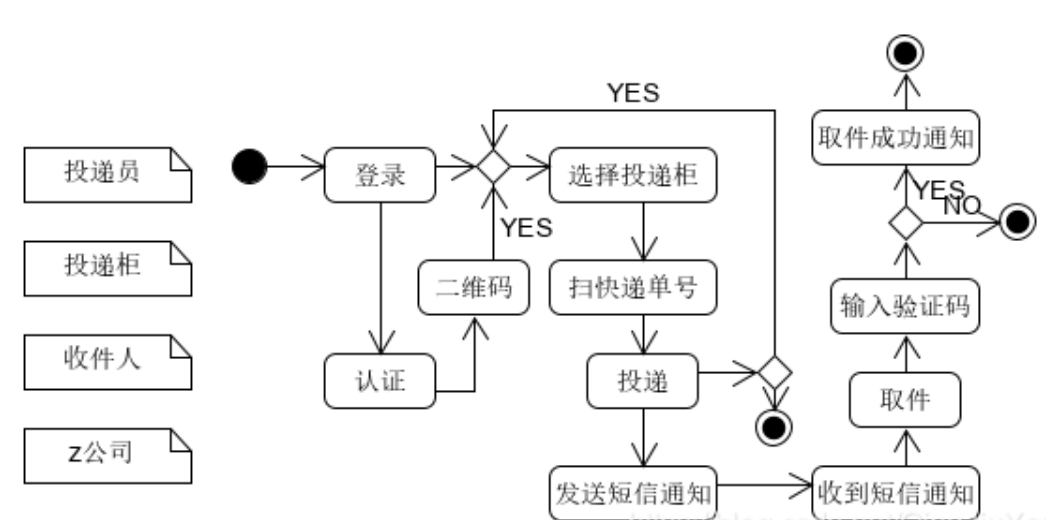 投递员
投递柜
收件人
z公司
登录
认证
二维码
YES
YES
选择投递柜
扫快递单号
投递
发送短信通知
收到短信通知
取件
输入验证码
YES
NO
取件成功通知